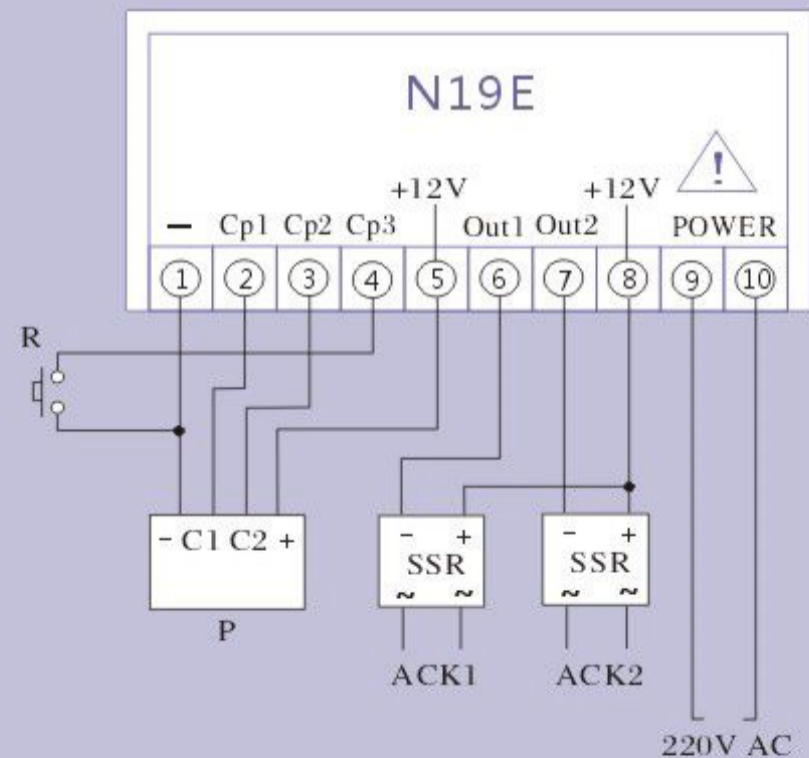 N19E
!
+12V +12V
— Cp1 Cp2 Cp3 Out1 Out2 POWER
1 2 3 4 5 6 7 8 9 10
R
- C1 C2 +
P
- +
SSR
~ ~
ACK1
- +
SSR
~ ~
ACK2
220V AC